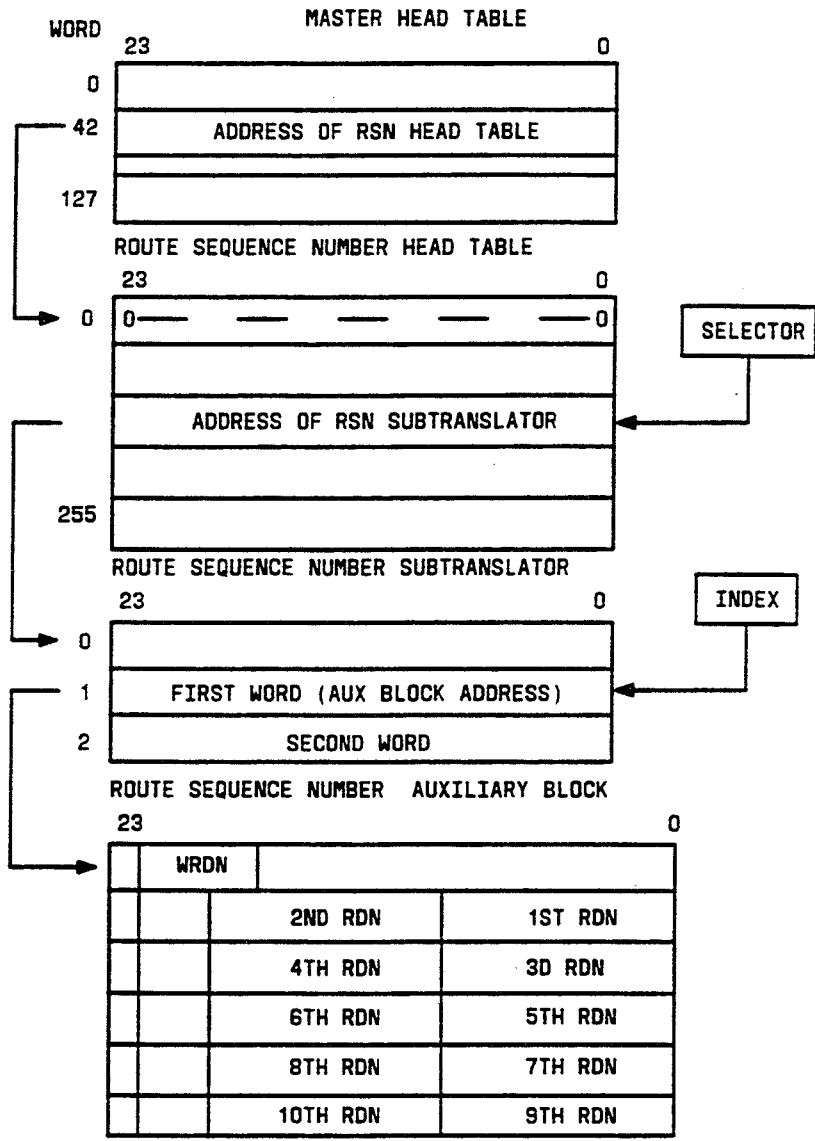 MASTER HEAD TABLE
WORD
23 0
0
42 ADDRESS OF RSN HEAD TABLE
127
ROUTE SEQUENCE NUMBER HEAD TABLE
23 0
0 0 0
SELECTOR
ADDRESS OF RSN SUBTRANSLATOR
255
ROUTE SEQUENCE NUMBER SUBTRANSLATOR
23 0
INDEX
0
1 FIRST WORD (AUX BLOCK ADDRESS)
2 SECOND WORD
ROUTE SEQUENCE NUMBER AUXILIARY BLOCK
23 0
WRDN
2ND RDN 1ST RDN
4TH RDN 3D RDN
6TH RDN 5TH RDN
8TH RDN 7TH RDN
10TH RDN 9TH RDN